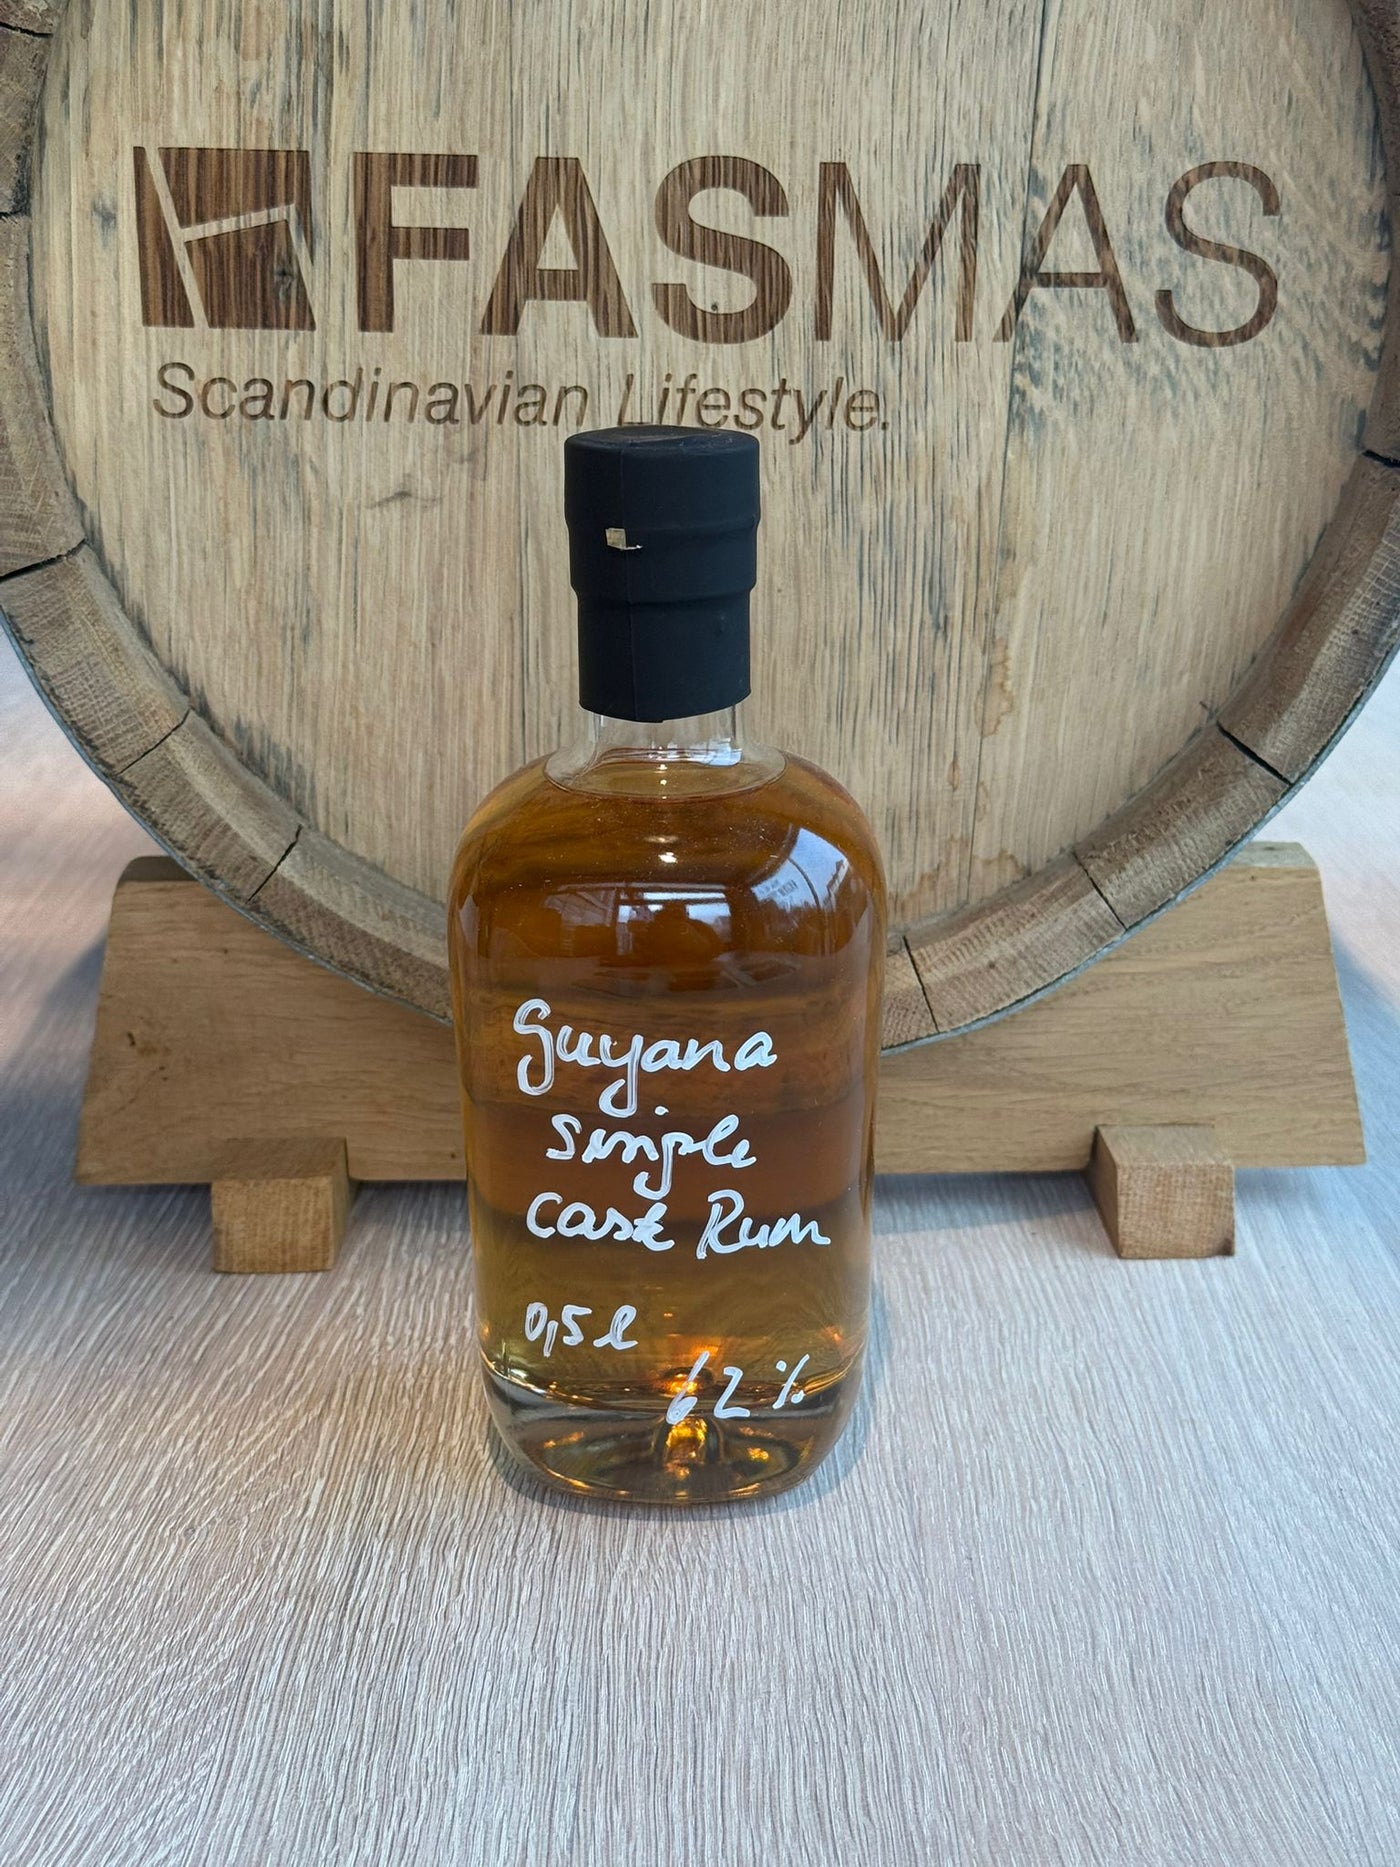 FASMAS
Scandinavian Lifestyle.
Guyana
Single
Cask Rum
0,5 l
62 %